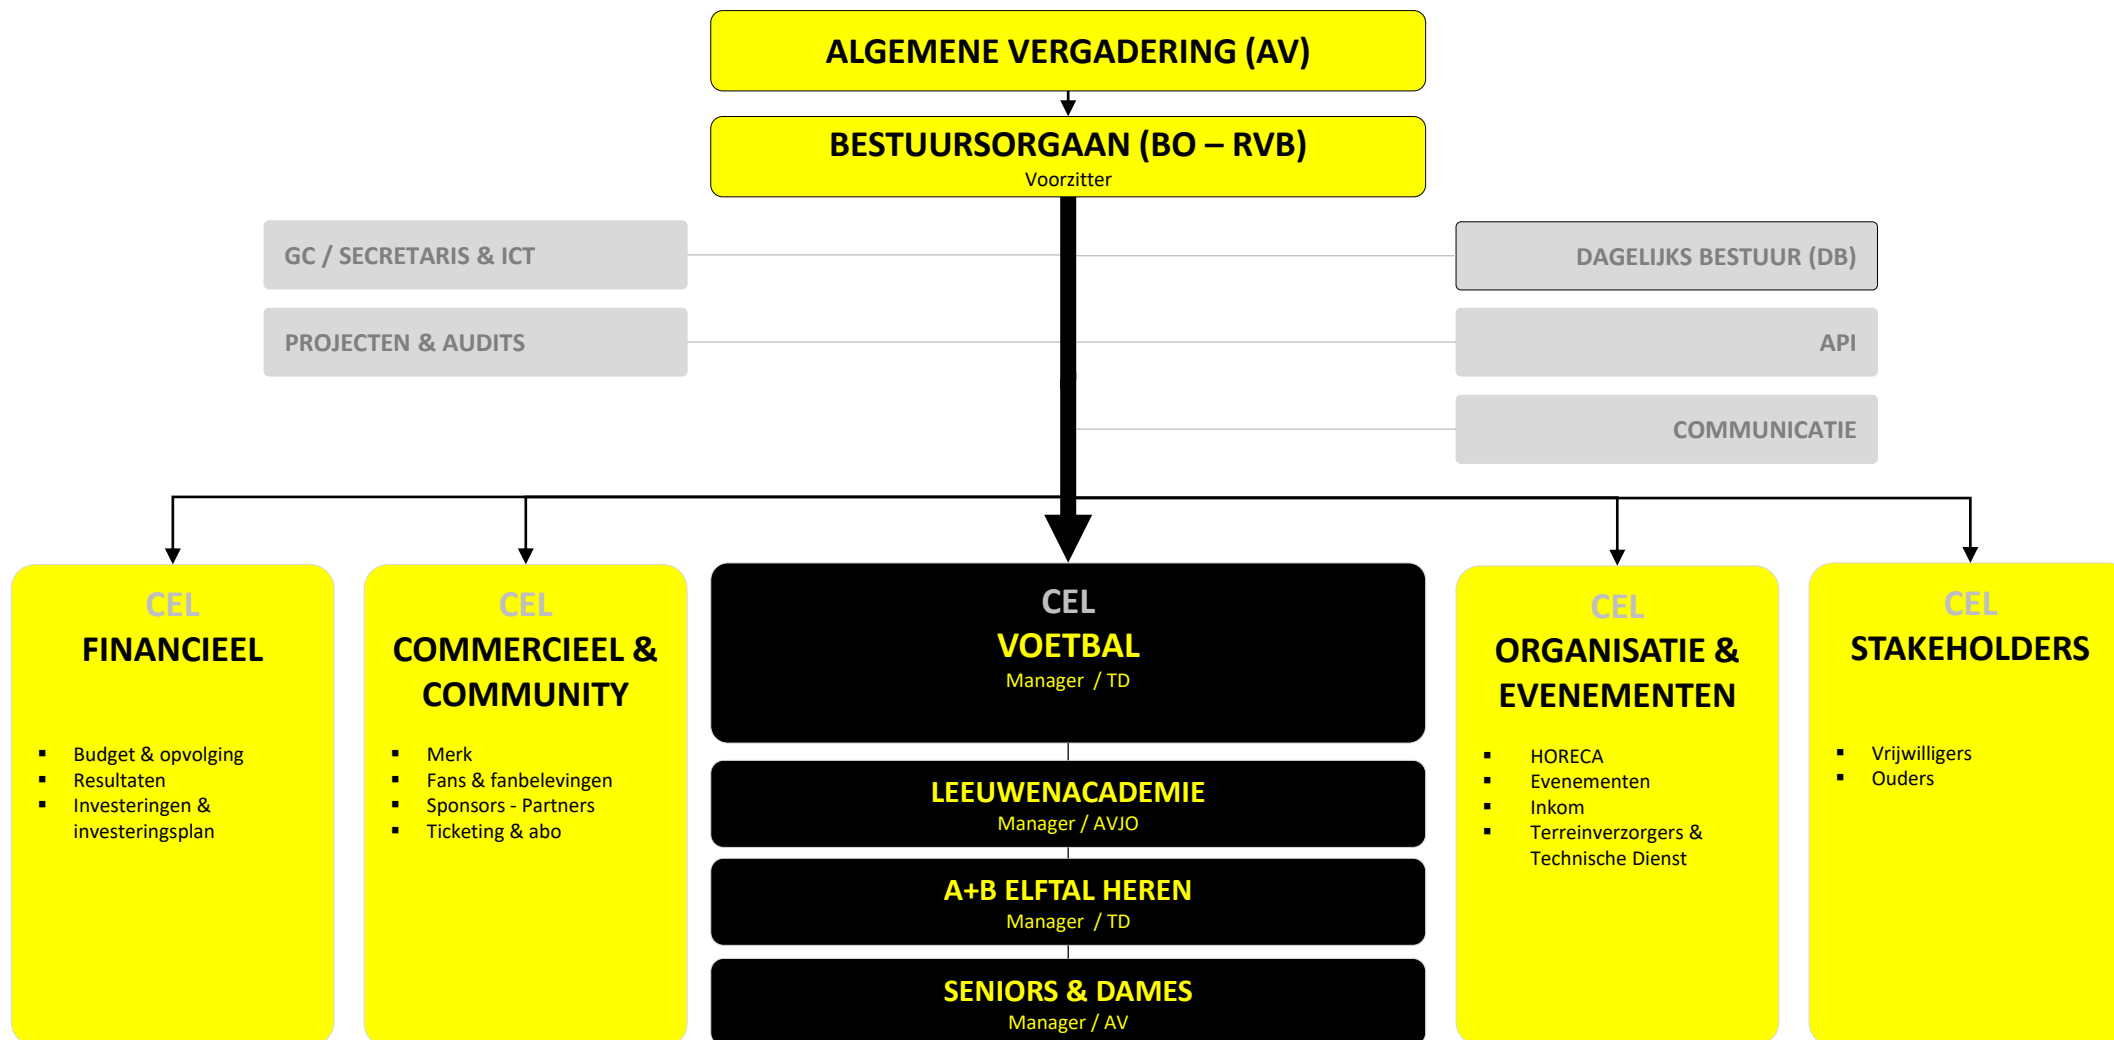 ALGEMENE VERGADERING (AV)
BESTUURSORGAAN (BO – RVB)
Voorzitter
GC / SECRETARIS & ICT
DAGELIJKS BESTUUR (DB)
PROJECTEN & AUDITS
API
COMMUNICATIE
CEL
FINANCIEEL
▪ Budget & opvolging
▪ Resultaten
▪ Investeringen &
investeringsplan
CEL
COMMERCIEEL &
COMMUNITY
▪ Merk
▪ Fans & fanbelevingen
▪ Sponsors - Partners
▪ Ticketing & abo
CEL
VOETBAL
Manager / TD
LEEUWENACADEMIE
Manager / AVJO
A+B ELFTAL HEREN
Manager / TD
SENIORS & DAMES
Manager / AV
CEL
ORGANISATIE &
EVENEMENTEN
▪ HORECA
▪ Evenementen
▪ Inkom
▪ Terreinverzorgers &
Technische Dienst
CEL
STAKEHOLDERS
▪ Vrijwilligers
▪ Ouders